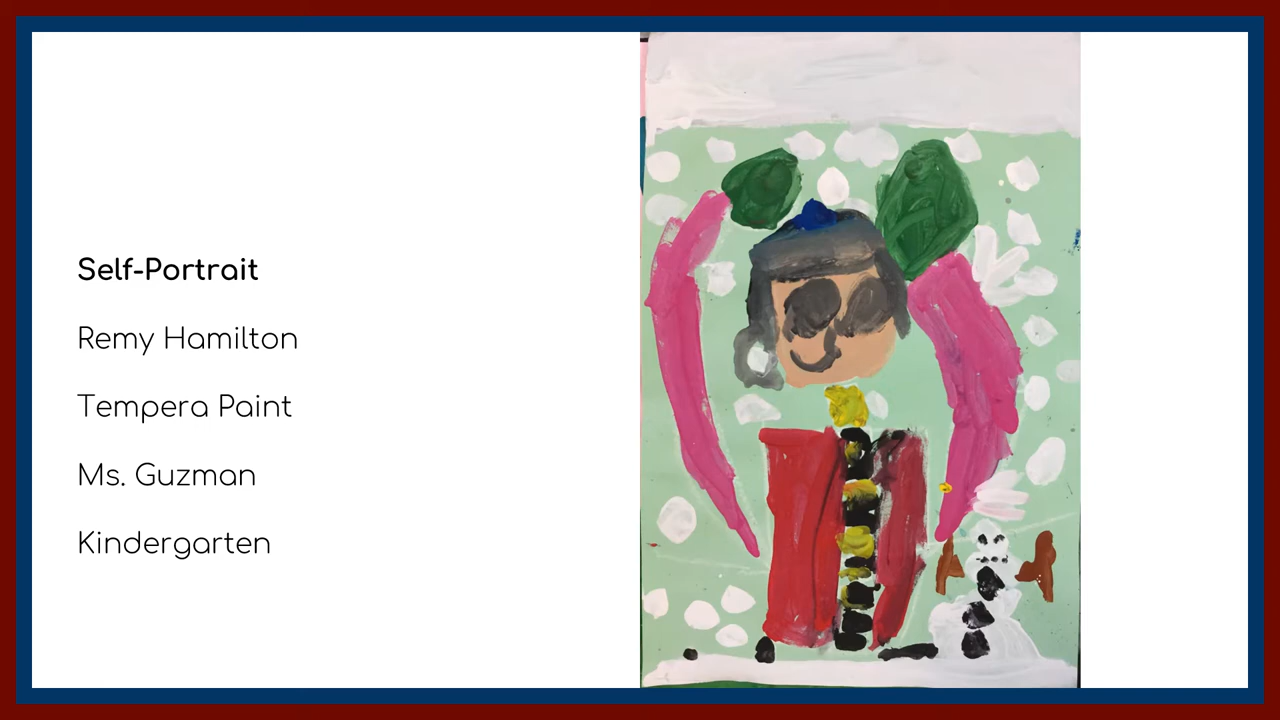 Self-Portrait
Remy Hamilton
Tempera Paint
Ms. Guzman
Kindergarten